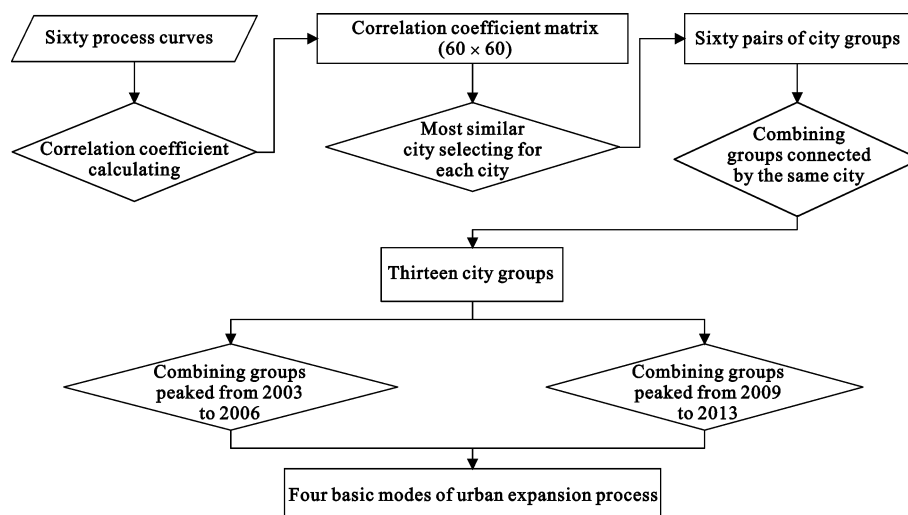 Sixty process curves
Correlation coefficient matrix
(60 × 60)
Sixty pairs of city groups
Correlation coefficient
calculating
Most similar
city selecting for
each city
Combining
groups connected
by the same city
Thirteen city groups
Combining groups
peaked from 2003
to 2006
Combining groups
peaked from 2009
to 2013
Four basic modes of urban expansion process